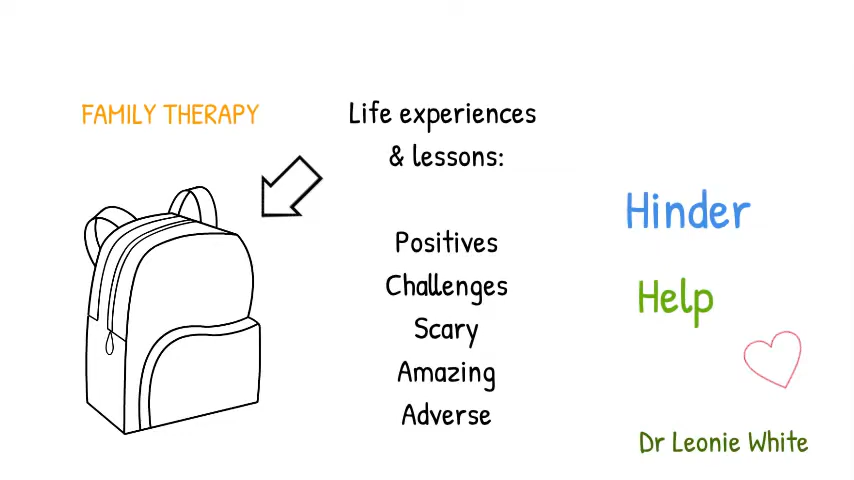 FAMILY THERAPY
Life experiences
& lessons:
Positives
Challenges
Scary
Amazing
Adverse
Hinder
Help
Dr Leonie White